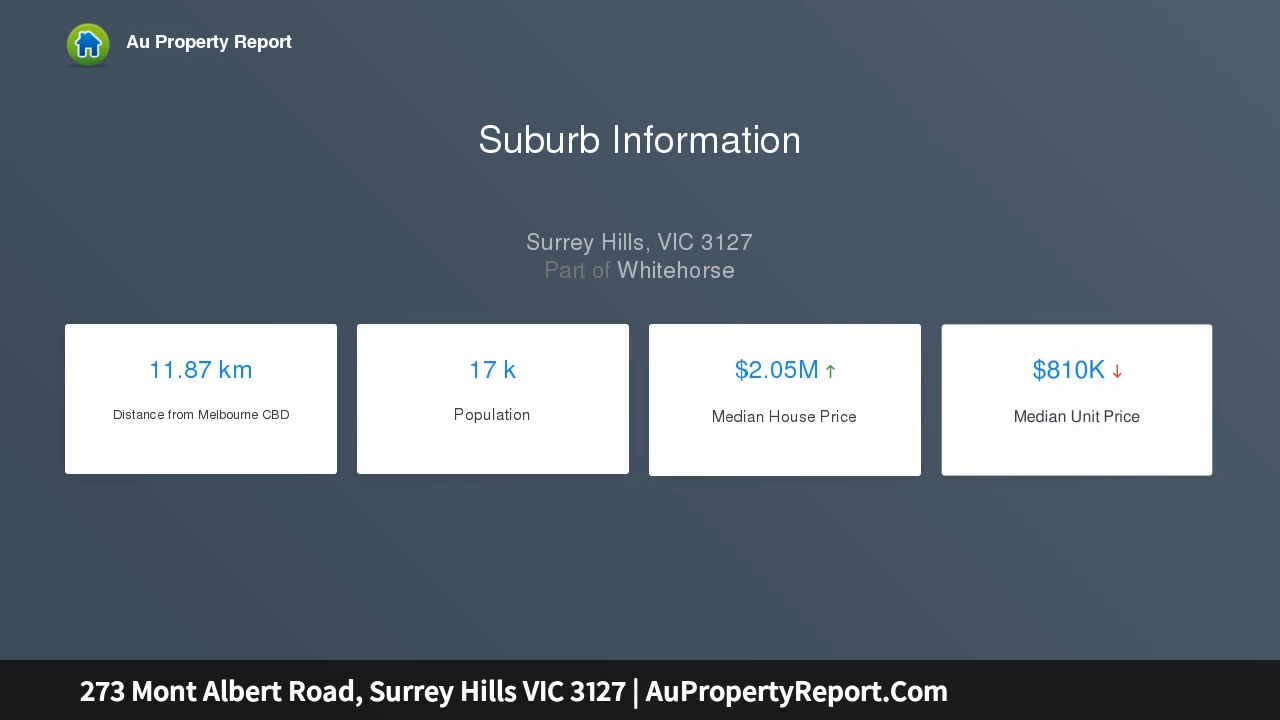 Au Property Report
Suburb Information
Surrey Hills, VIC 3127
Part of Whitehorse
11.87 km
Distance from Melbourne CBD
17 k
Population
$2.05M ↑
Median House Price
$810K ↓
Median Unit Price
273 Mont Albert Road, Surrey Hills VIC 3127 | AuPropertyReport.Com